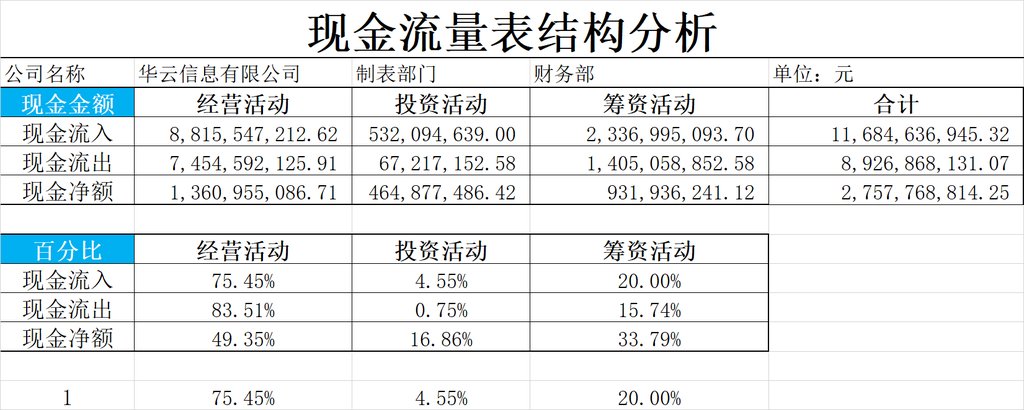 现金流量表结构分析
公司名称 华云信息有限公司 制表部门 财务部 单位：元
现金金额 经营活动 投资活动 筹资活动 合计
现金流入 8,815,547,212.62 532,094,639.00 2,336,995,093.70 11,684,636,945.32
现金流出 7,454,592,125.91 67,217,152.58 1,405,058,852.58 8,926,868,131.07
现金净额 1,360,955,086.71 464,877,486.42 931,936,241.12 2,757,768,814.25
百分比 经营活动 投资活动 筹资活动
现金流入 75.45% 4.55% 20.00%
现金流出 83.51% 0.75% 15.74%
现金净额 49.35% 16.86% 33.79%
1 75.45% 4.55% 20.00%